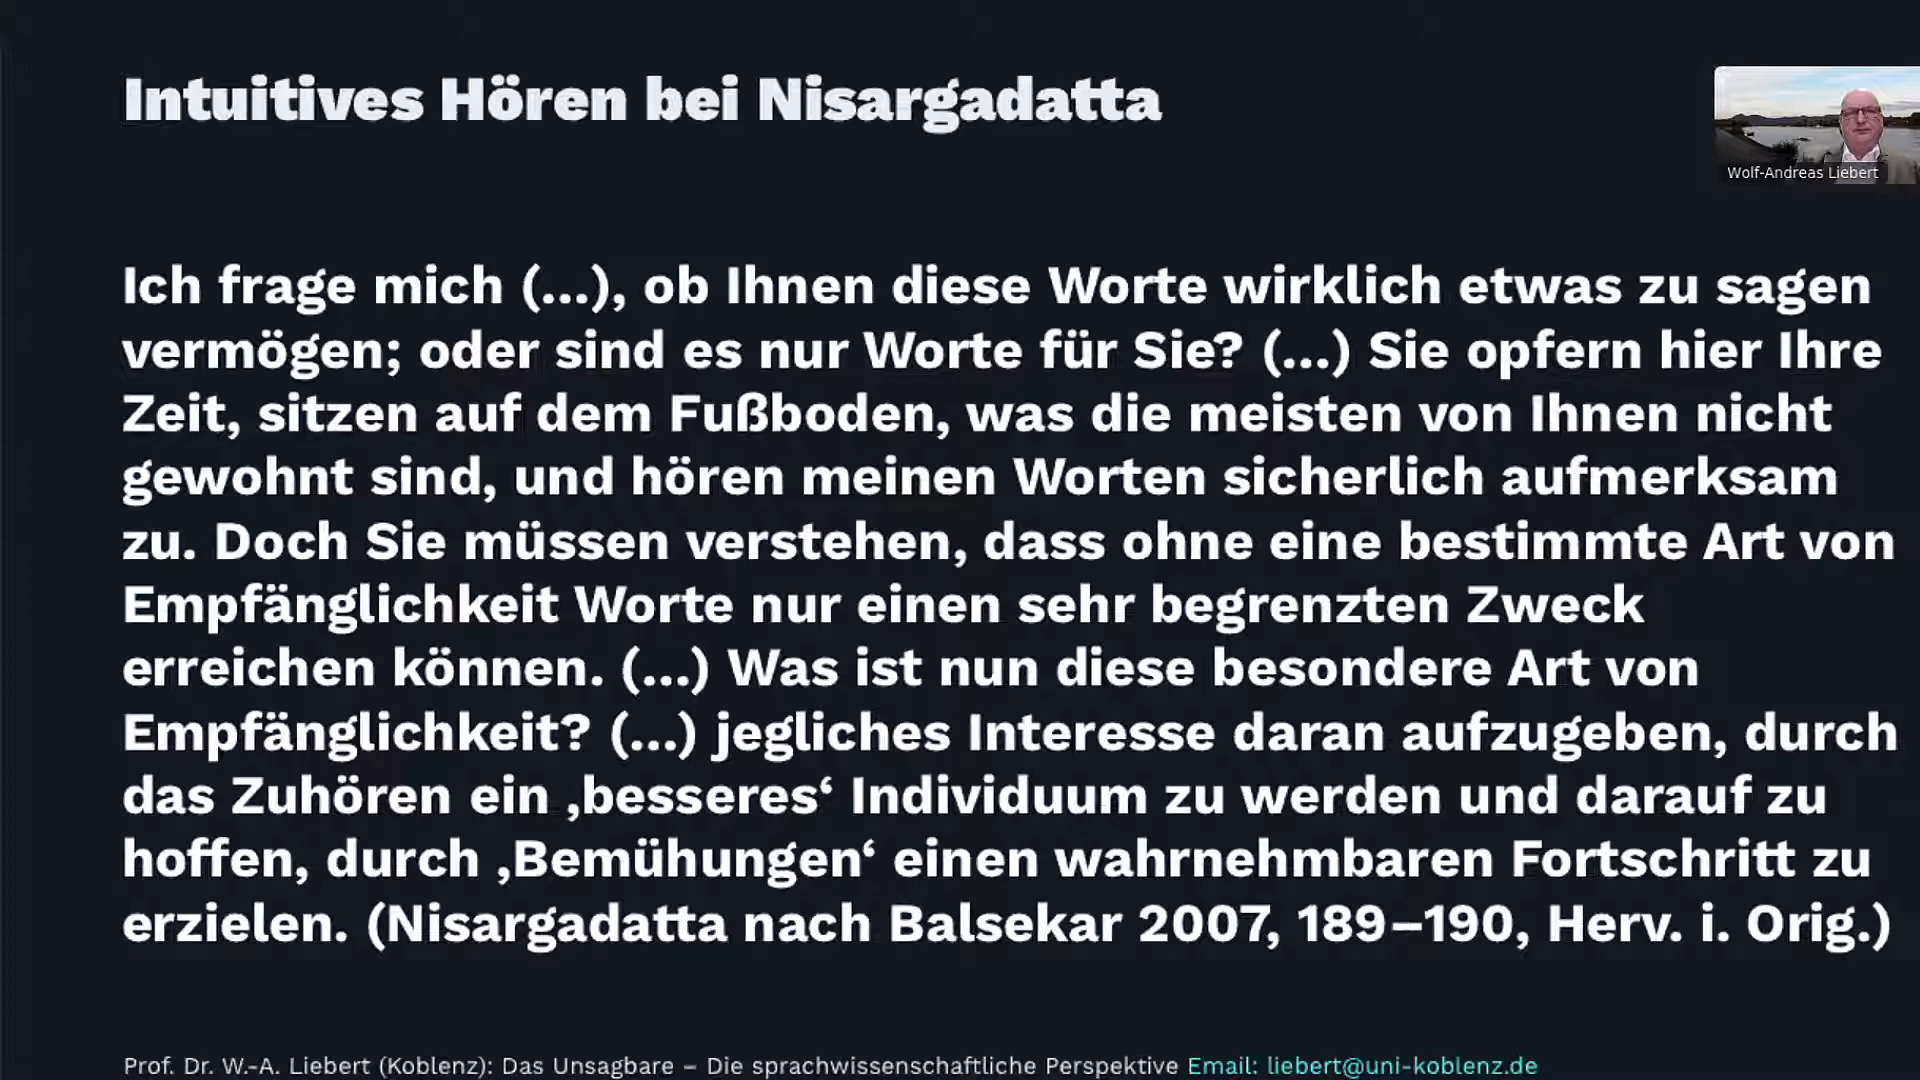 Intuitives Hören bei Nisargadatta
Wolf-Andreas Liebert
Ich frage mich (…), ob Ihnen diese Worte wirklich etwas zu sagen
vermögen; oder sind es nur Worte für Sie? (…) Sie opfern hier Ihre
Zeit, sitzen auf dem Fußboden, was die meisten von Ihnen nicht
gewohnt sind, und hören meinen Worten sicherlich aufmerksam
zu. Doch Sie müssen verstehen, dass ohne eine bestimmte Art von
Empfänglichkeit Worte nur einen sehr begrenzten Zweck
erreichen können. (…) Was ist nun diese besondere Art von
Empfänglichkeit? (…) jegliches Interesse daran aufzugeben, durch
das Zuhören ein ‚besseres‘ Individuum zu werden und darauf zu
hoffen, durch ‚Bemühungen‘ einen wahrnehmbaren Fortschritt zu
erzielen. (Nisargadatta nach Balsekar 2007, 189–190, Herv. i. Orig.)
Prof. Dr. W.-A. Liebert (Koblenz): Das Unsagbare – Die sprachwissenschaftliche Perspektive Email: liebert@uni-koblenz.de